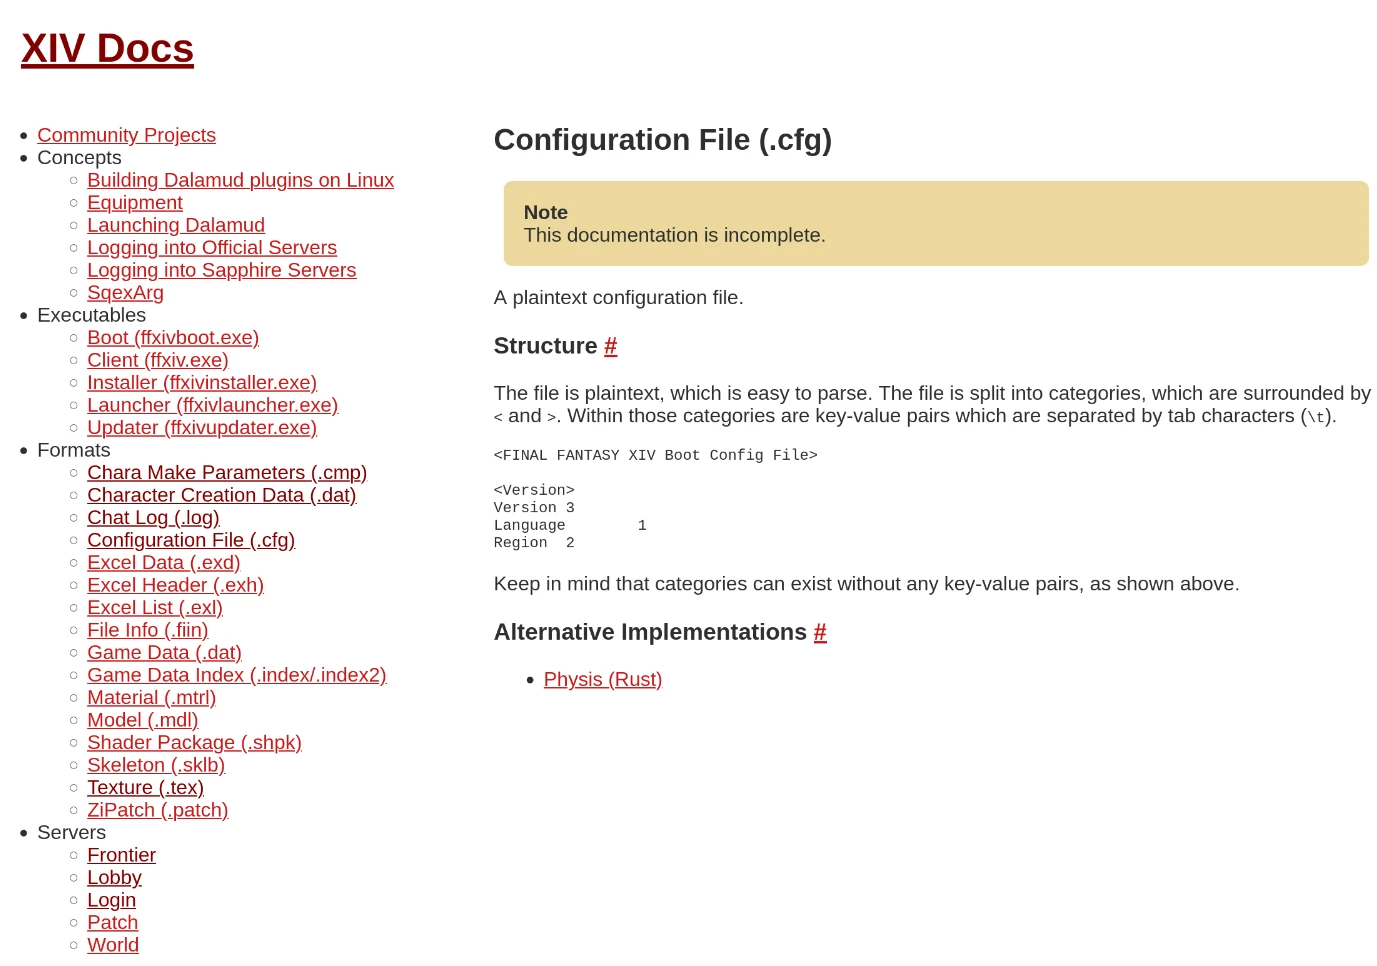 XIV Docs
Community Projects
Concepts
Building Dalamud plugins on Linux
Equipment
Launching Dalamud
Logging into Official Servers
Logging into Sapphire Servers
SqexArg
Executables
Boot (ffxivboot.exe)
Client (ffxiv.exe)
Installer (ffxivinstaller.exe)
Launcher (ffxivlauncher.exe)
Updater (ffxivupdater.exe)
Formats
Chara Make Parameters (.cmp)
Character Creation Data (.dat)
Chat Log (.log)
Configuration File (.cfg)
Excel Data (.exd)
Excel Header (.exh)
Excel List (.exl)
File Info (.fiin)
Game Data (.dat)
Game Data Index (.index/.index2)
Material (.mtrl)
Model (.mdl)
Shader Package (.shpk)
Skeleton (.sklb)
Texture (.tex)
ZiPatch (.patch)
Servers
Frontier
Lobby
Login
Patch
World
Configuration File (.cfg)
Note
This documentation is incomplete.
A plaintext configuration file.
Structure #
The file is plaintext, which is easy to parse. The file is split into categories, which are surrounded by
< and >. Within those categories are key-value pairs which are separated by tab characters (\t).
<FINAL FANTASY XIV Boot Config File>
<Version>
Version 3
Language        1
Region  2
Keep in mind that categories can exist without any key-value pairs, as shown above.
Alternative Implementations #
Physis (Rust)